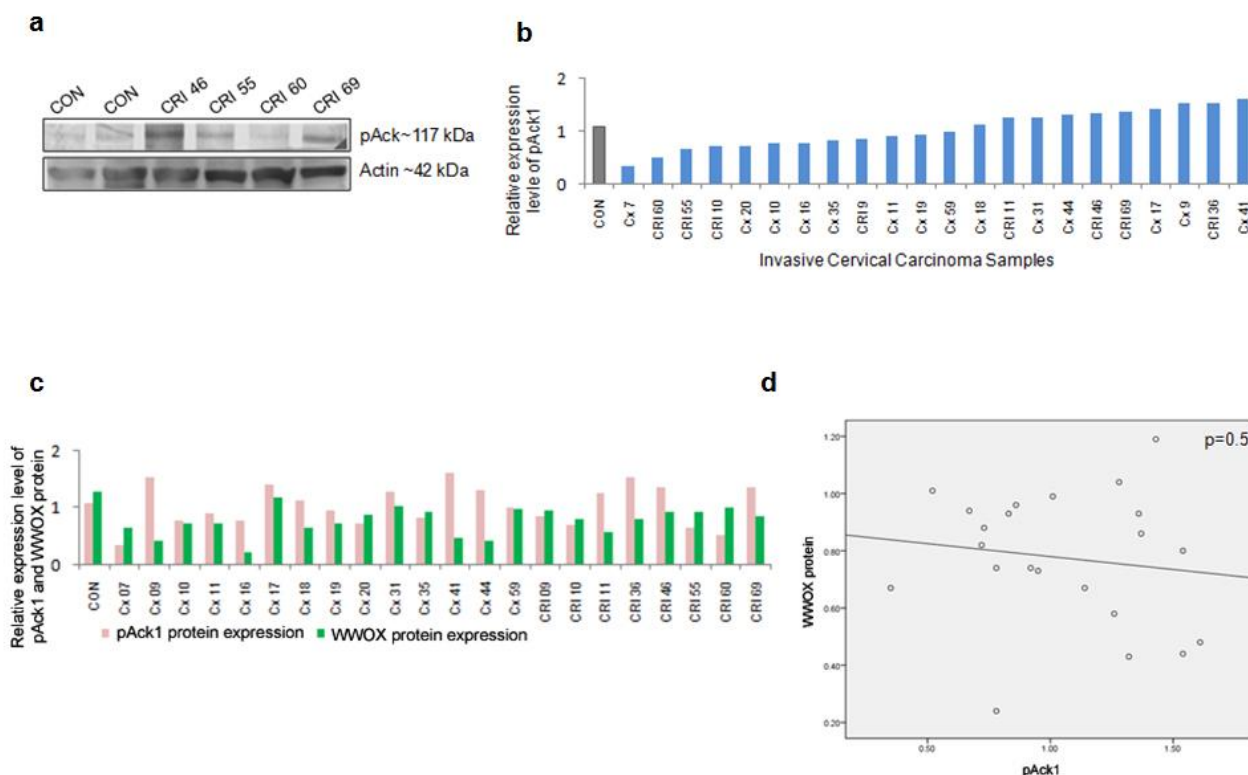 a
CON
CON
CRI 46
CRI 55
CRI 60
CRI 69
pAck~117 kDa
Actin ~42 kDa
b
Relative expression
levle of pAck1
2
1
0
CON
Cx 7
CRI 60
CRI 55
CRI 10
Cx 20
Cx 10
Cx 16
Cx 35
CRI 9
Cx 11
Cx 19
Cx 59
Cx 18
CRI 11
Cx 31
Cx 44
CRI 46
CRI 69
Cx 17
Cx 9
CRI 36
Cx 41
Invasive Cervical Carcinoma Samples
c
Relative expression level of
pAck1 and WWOX protein
2
1
0
CON
Cx 07
Cx 09
Cx 10
Cx 11
Cx 16
Cx 17
Cx 18
Cx 19
Cx 20
Cx 31
Cx 35
Cx 41
Cx 44
Cx 59
CRI 09
CRI 10
CRI 11
CRI 36
CRI 46
CRI 55
CRI 60
CRI 69
pAck1 protein expression
WWOX protein expression
d
p=0.5
WWOX protein
1.20
1.00
0.80
0.60
0.40
0.20
0.50
1.00
1.50
pAck1